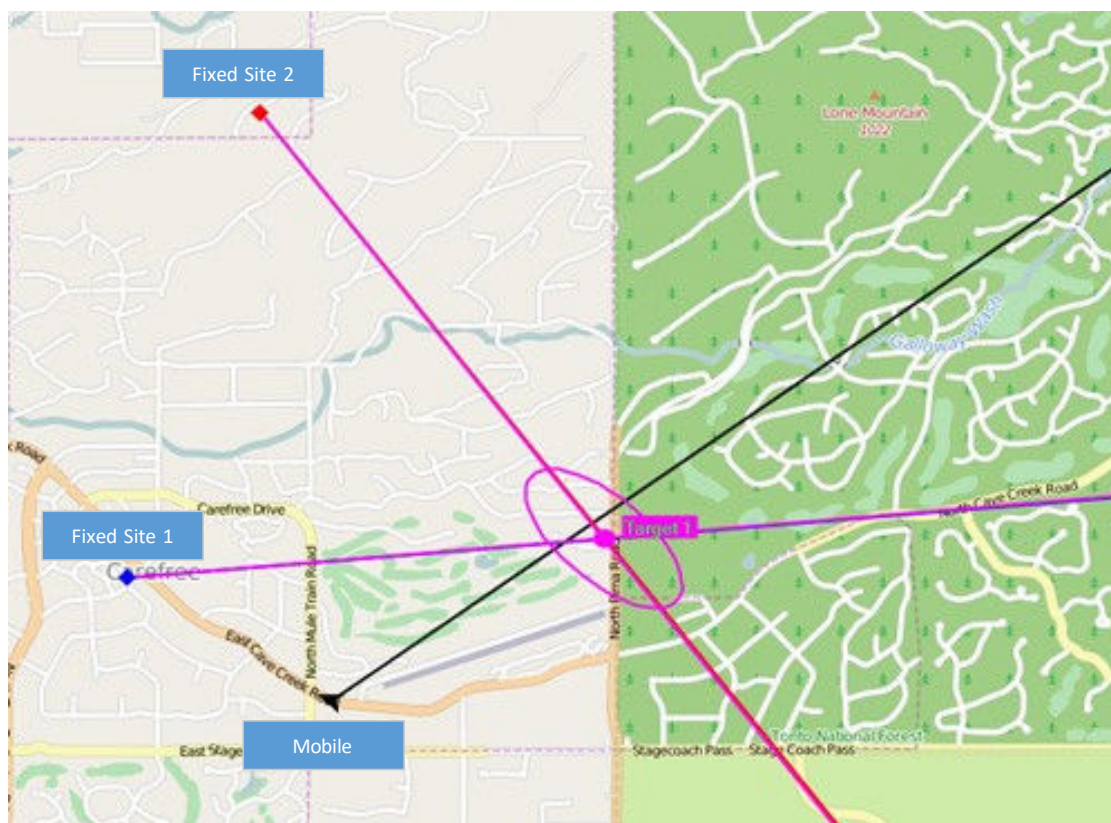 Fixed Site 2
Lone Mountain
1022
Galloway Wash
Road
Carefree Drive
North Cave Creek Road
Fixed Site 1
Target 1
Carefree
North Mule Train Road
North Pima Road
East Cave Creek Road
Mobile
East Stage
Stagecoach Pass
Stage Coach Pass
Tonto National Forest